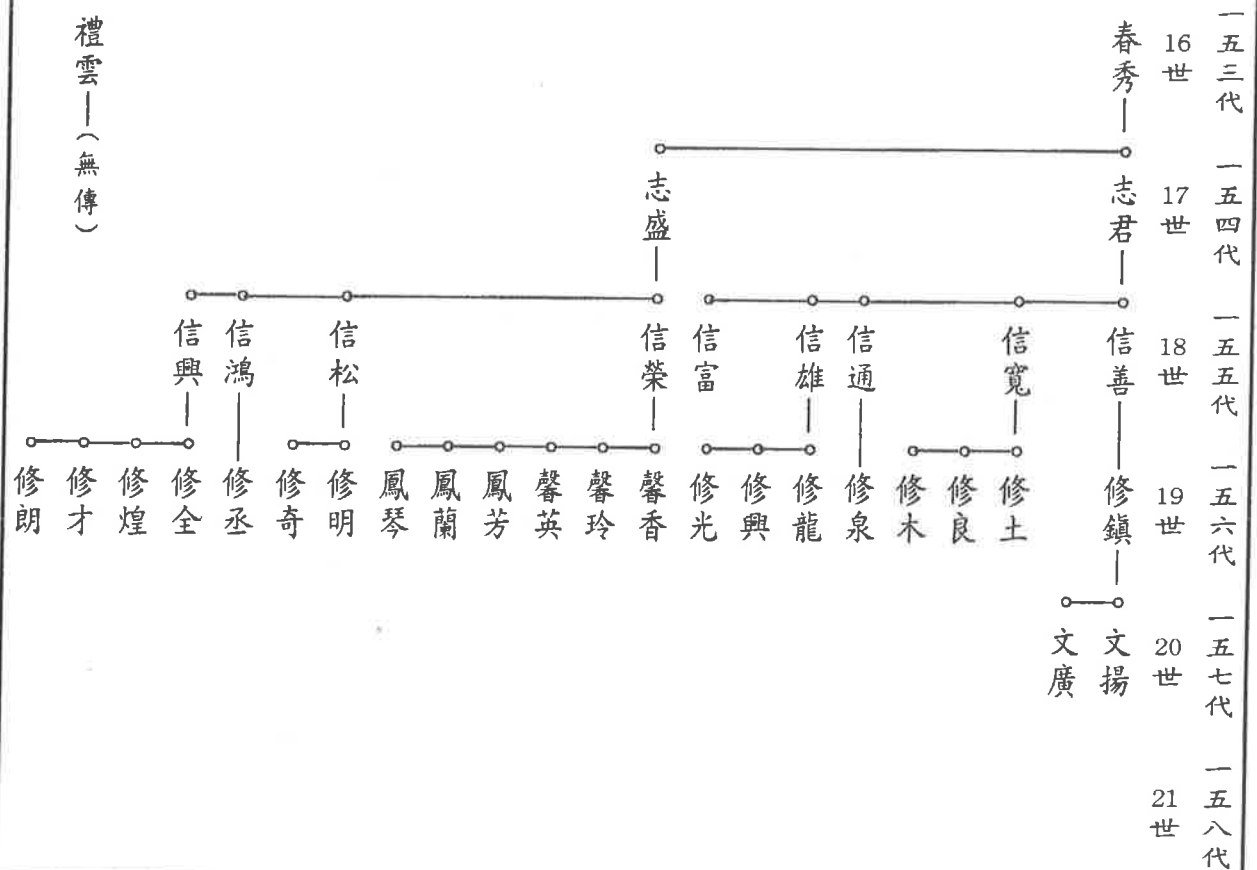 一五三代
16世
春秀
禮雲—(無傳)
一五四代
17世
志君
志盛
一五五代
18世
信善
信寬
信通
信雄
信富
信榮
信松
信鴻
信興
一五六代
19世
修鎮
修土
修良
修木
修泉
修龍
修興
修光
馨香
馨玲
馨英
鳳芳
鳳蘭
鳳琴
修明
修奇
修丞
修全
修煌
修才
修朗
一五七代
20世
文揚
文廣
一五八代
21世